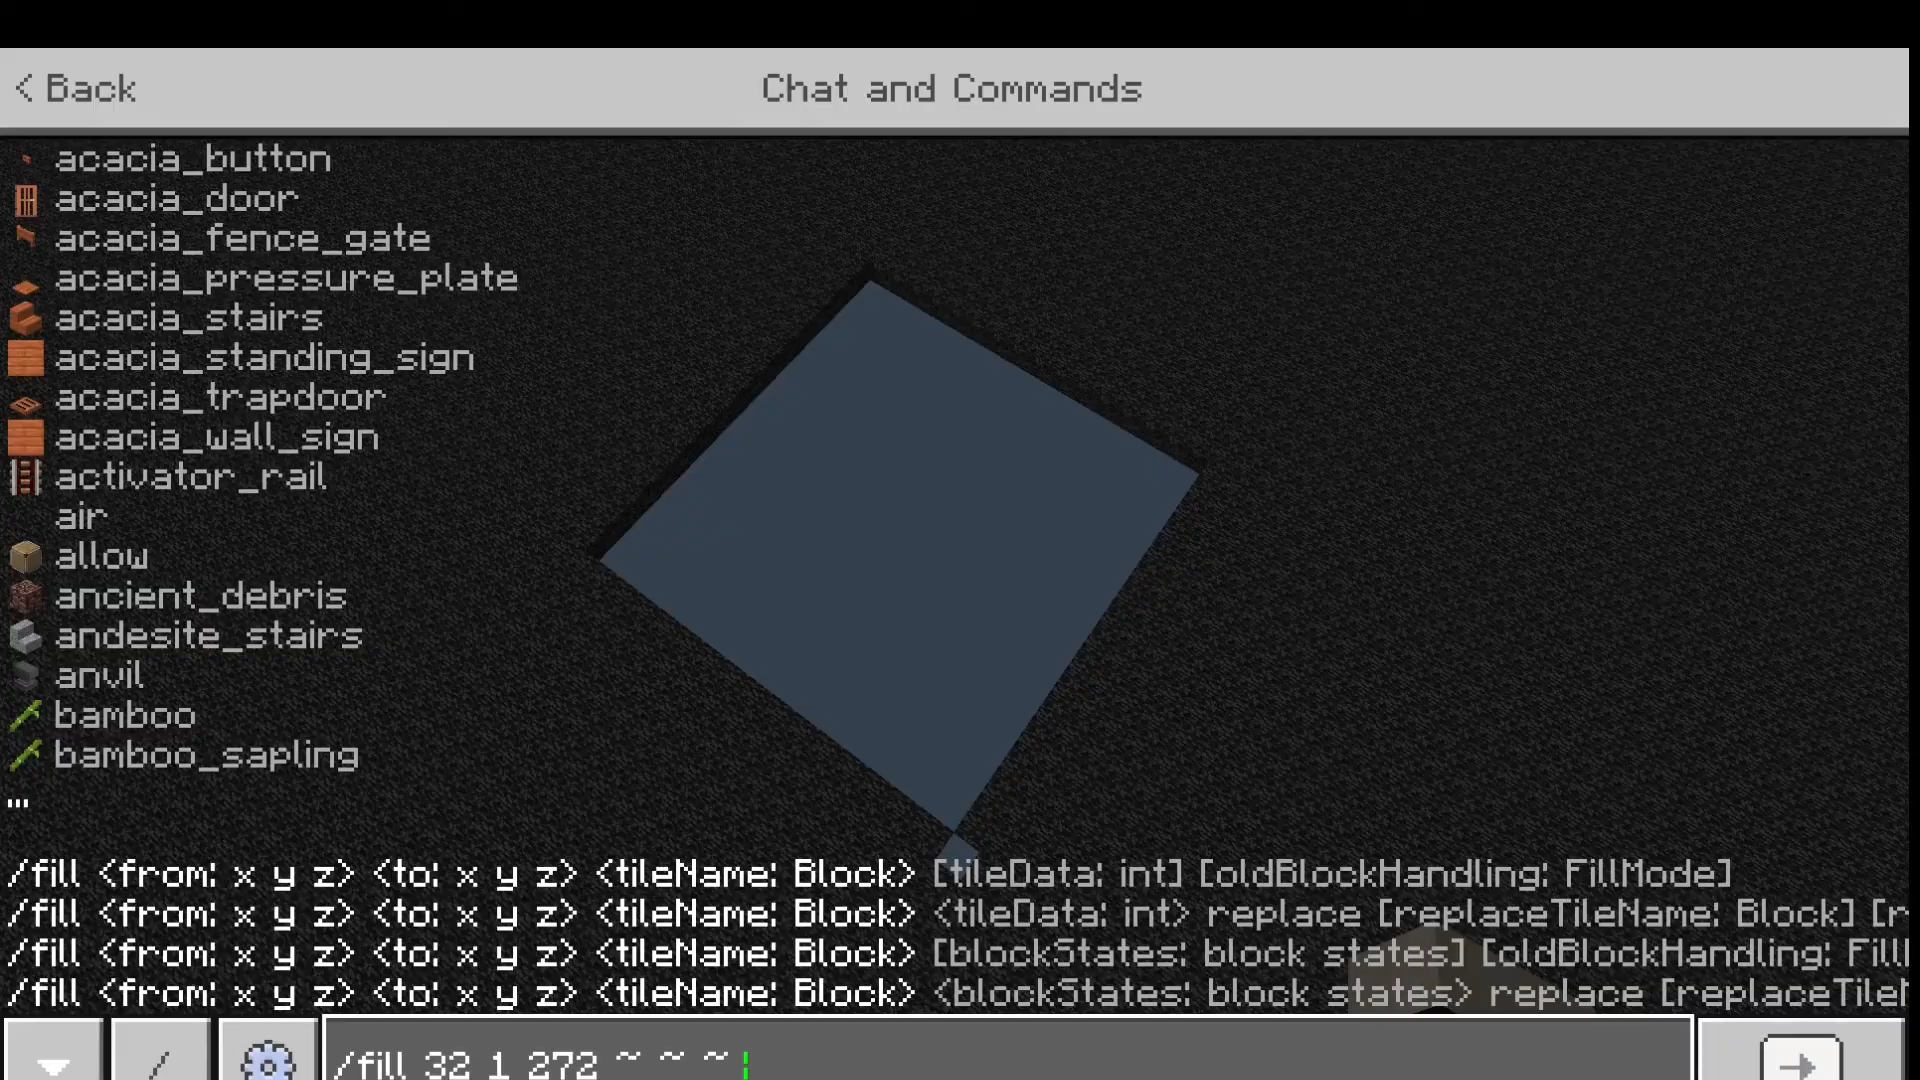 < Back
Chat and Commands
acacia_button
acacia_door
acacia_fence_gate
acacia_pressure_plate
acacia_stairs
acacia_standing_sign
acacia_trapdoor
acacia_wall_sign
activator_rail
air
allow
ancient_debris
andesite_stairs
anvil
bamboo
bamboo_sapling
...
/fill <from: x y z> <to: x y z> <tileName: Block> [tileData: int] [oldBlockHandling: FillMode]
/fill <from: x y z> <to: x y z> <tileName: Block> <tileData: int> replace [replaceTileName: Block] [r
/fill <from: x y z> <to: x y z> <tileName: Block> [blockStates: block states] [oldBlockHandling: Fill
/fill <from: x y z> <to: x y z> <tileName: Block> <blockStates: block states> replace [replaceTile
/
/fill 32 1 272 ~ ~ ~